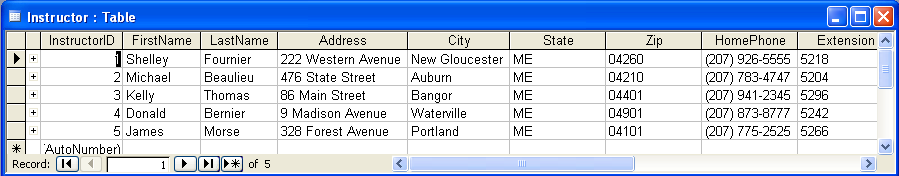 Instructor : Table
InstructorID FirstName LastName Address City State Zip HomePhone Extension
1 Shelley Fournier 222 Western Avenue New Gloucester ME 04260 (207) 926-5555 5218
2 Michael Beaulieu 476 State Street Auburn ME 04210 (207) 783-4747 5204
3 Kelly Thomas 86 Main Street Bangor ME 04401 (207) 941-2345 5296
4 Donald Bernier 9 Madison Avenue Waterville ME 04901 (207) 873-8777 5242
5 James Morse 328 Forest Avenue Portland ME 04101 (207) 775-2525 5266
(AutoNumber)
Record: 1 of 5